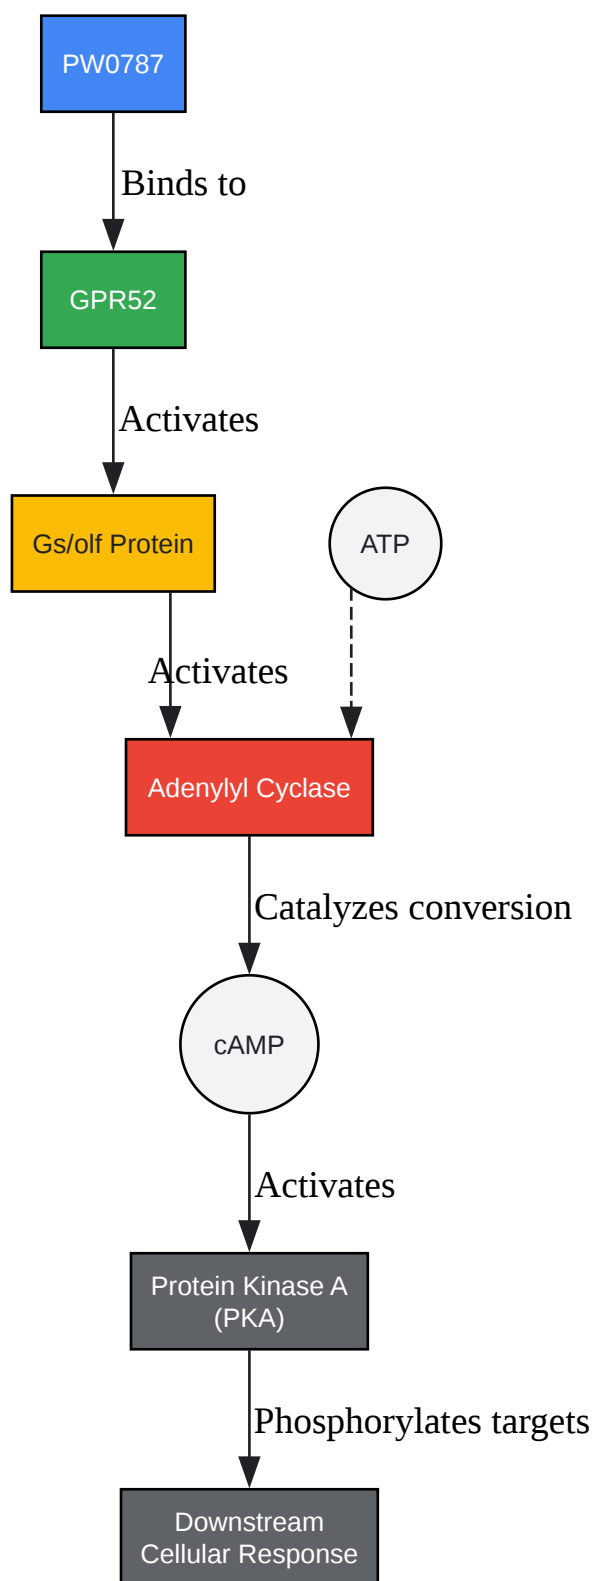 PW0787
Binds to
GPR52
Activates
Gs/olf Protein
ATP
Activates
Adenylyl Cyclase
Catalyzes conversion
cAMP
Activates
Protein Kinase A
(PKA)
Phosphorylates targets
Downstream
Cellular Response